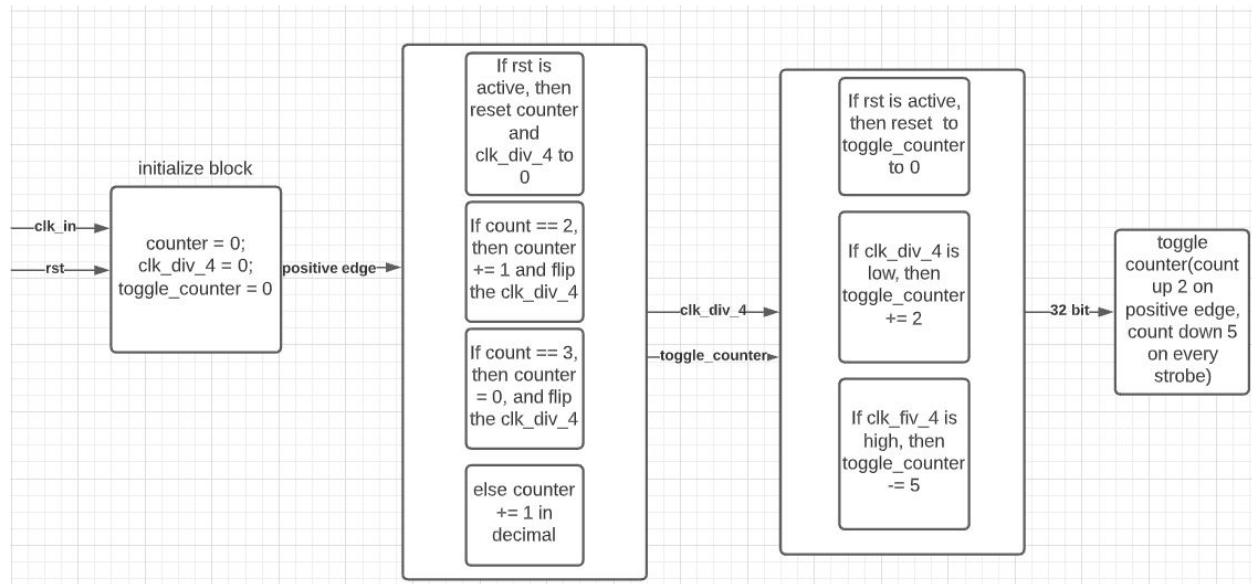 initialize block
clk_in
rst
counter = 0;
clk_div_4 = 0;
toggle_counter = 0
positive edge
If rst is
active, then
reset counter
and
clk_div_4 to
0
If count == 2,
then counter
+= 1 and flip
the clk_div_4
If count == 3,
then counter
= 0, and flip
the clk_div_4
else counter
+= 1 in
decimal
clk_div_4
toggle_counter
If rst is active,
then reset to
toggle_counter
to 0
If clk_div_4 is
low, then
toggle_counter
+= 2
If clk_fiv_4 is
high, then
toggle_counter
-= 5
32 bit
toggle
counter(count
up 2 on
positive edge,
count down 5
on every
strobe)